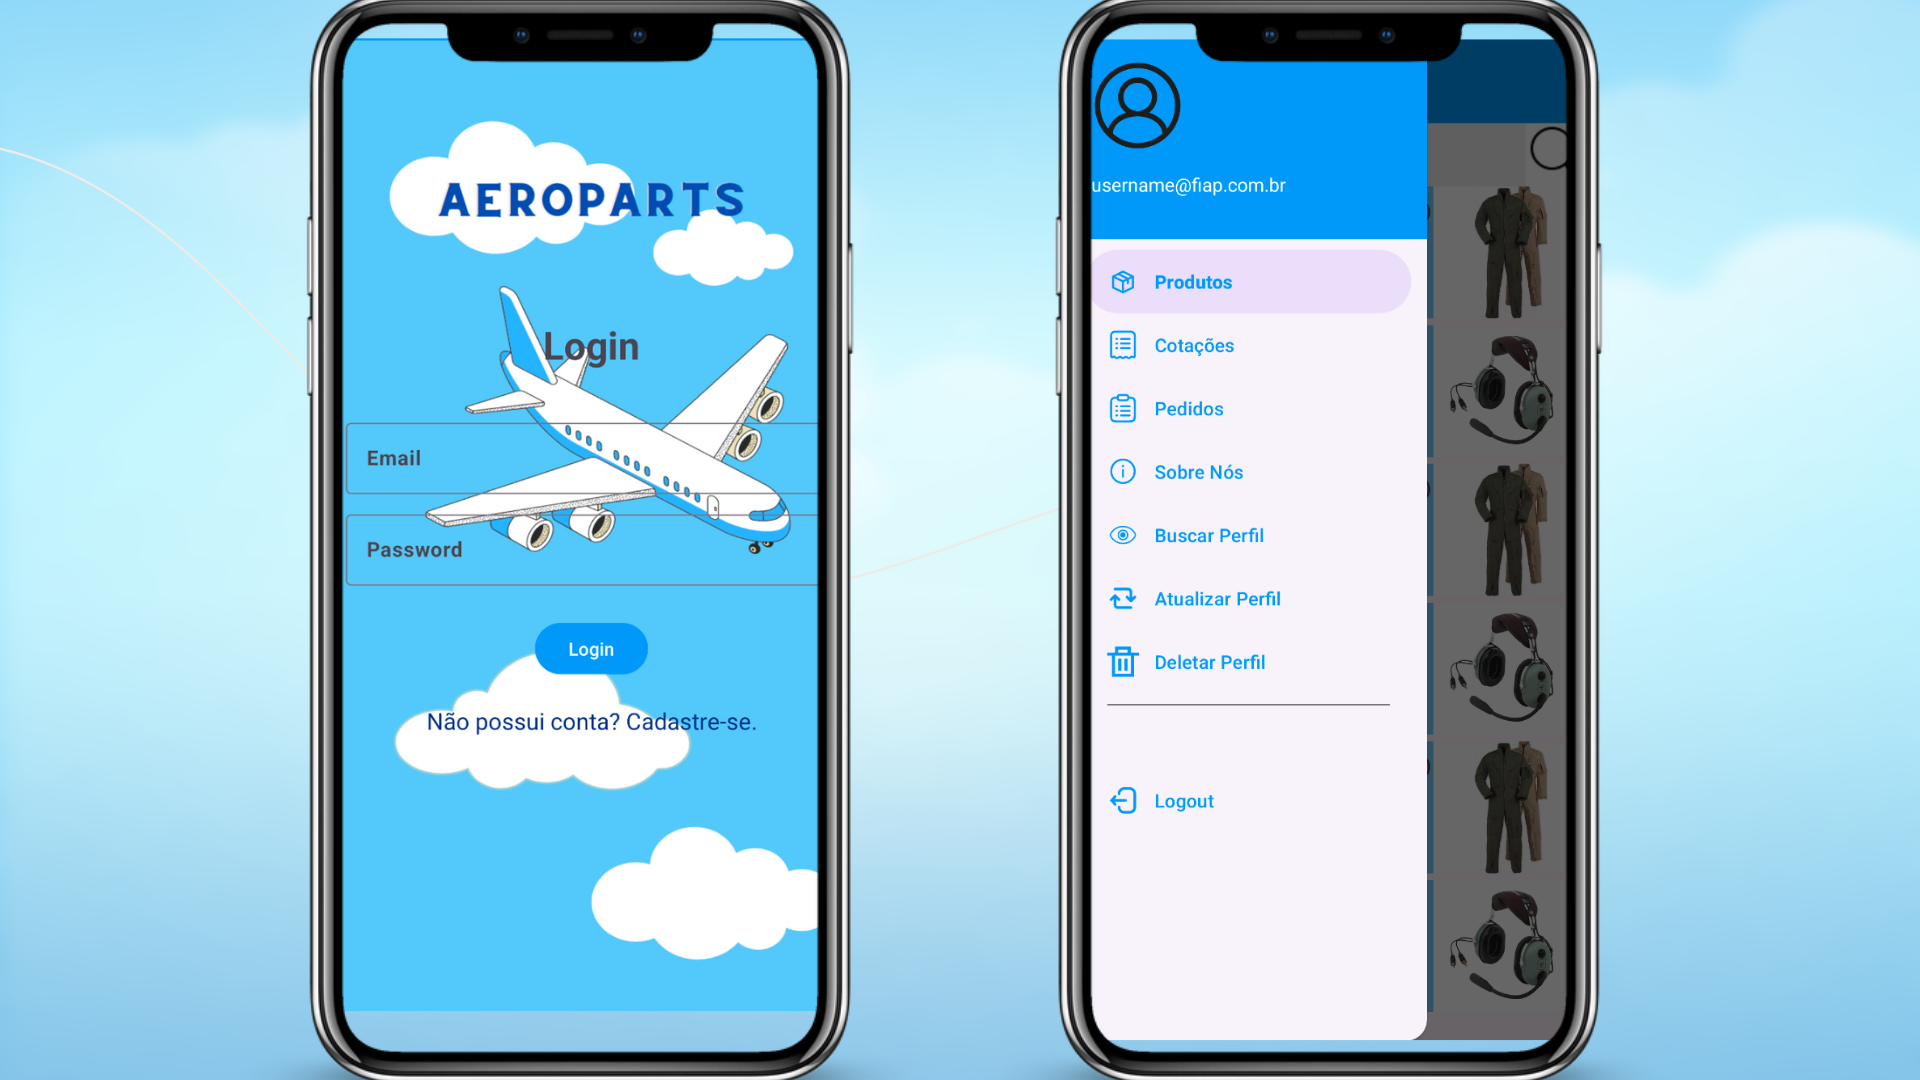 AEROPARTS
Login
Email
Password
Login
Não possui conta? Cadastre-se.
username@fiap.com.br
Produtos
Cotações
Pedidos
Sobre Nós
Buscar Perfil
Atualizar Perfil
Deletar Perfil
Logout